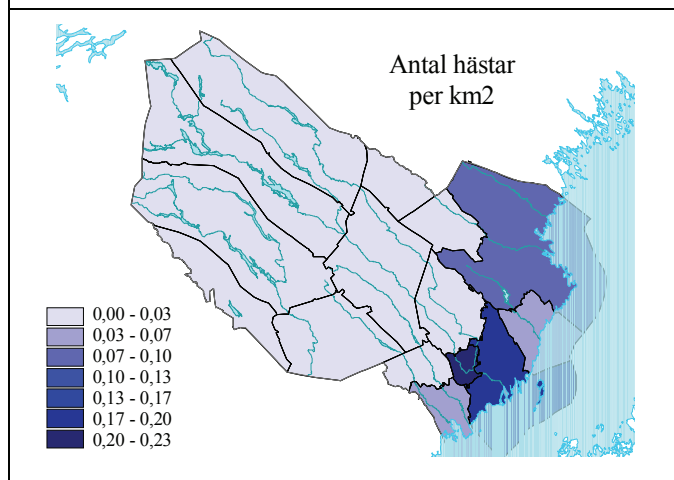 Antal hästar
per km2
0,00 - 0,03
0,03 - 0,07
0,07 - 0,10
0,10 - 0,13
0,13 - 0,17
0,17 - 0,20
0,20 - 0,23